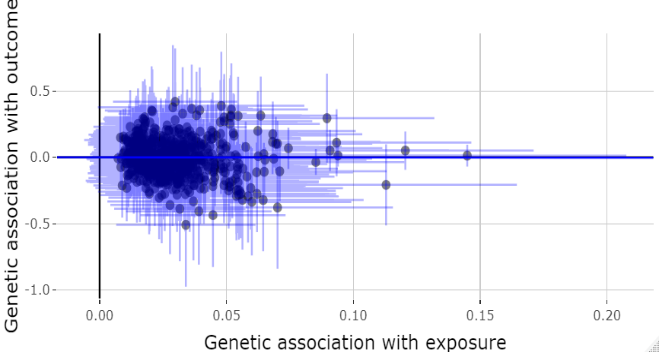 Genetic association with outcome
0.5
0.0
-0.5
-1.0
0.00 0.05 0.10 0.15 0.20
Genetic association with exposure